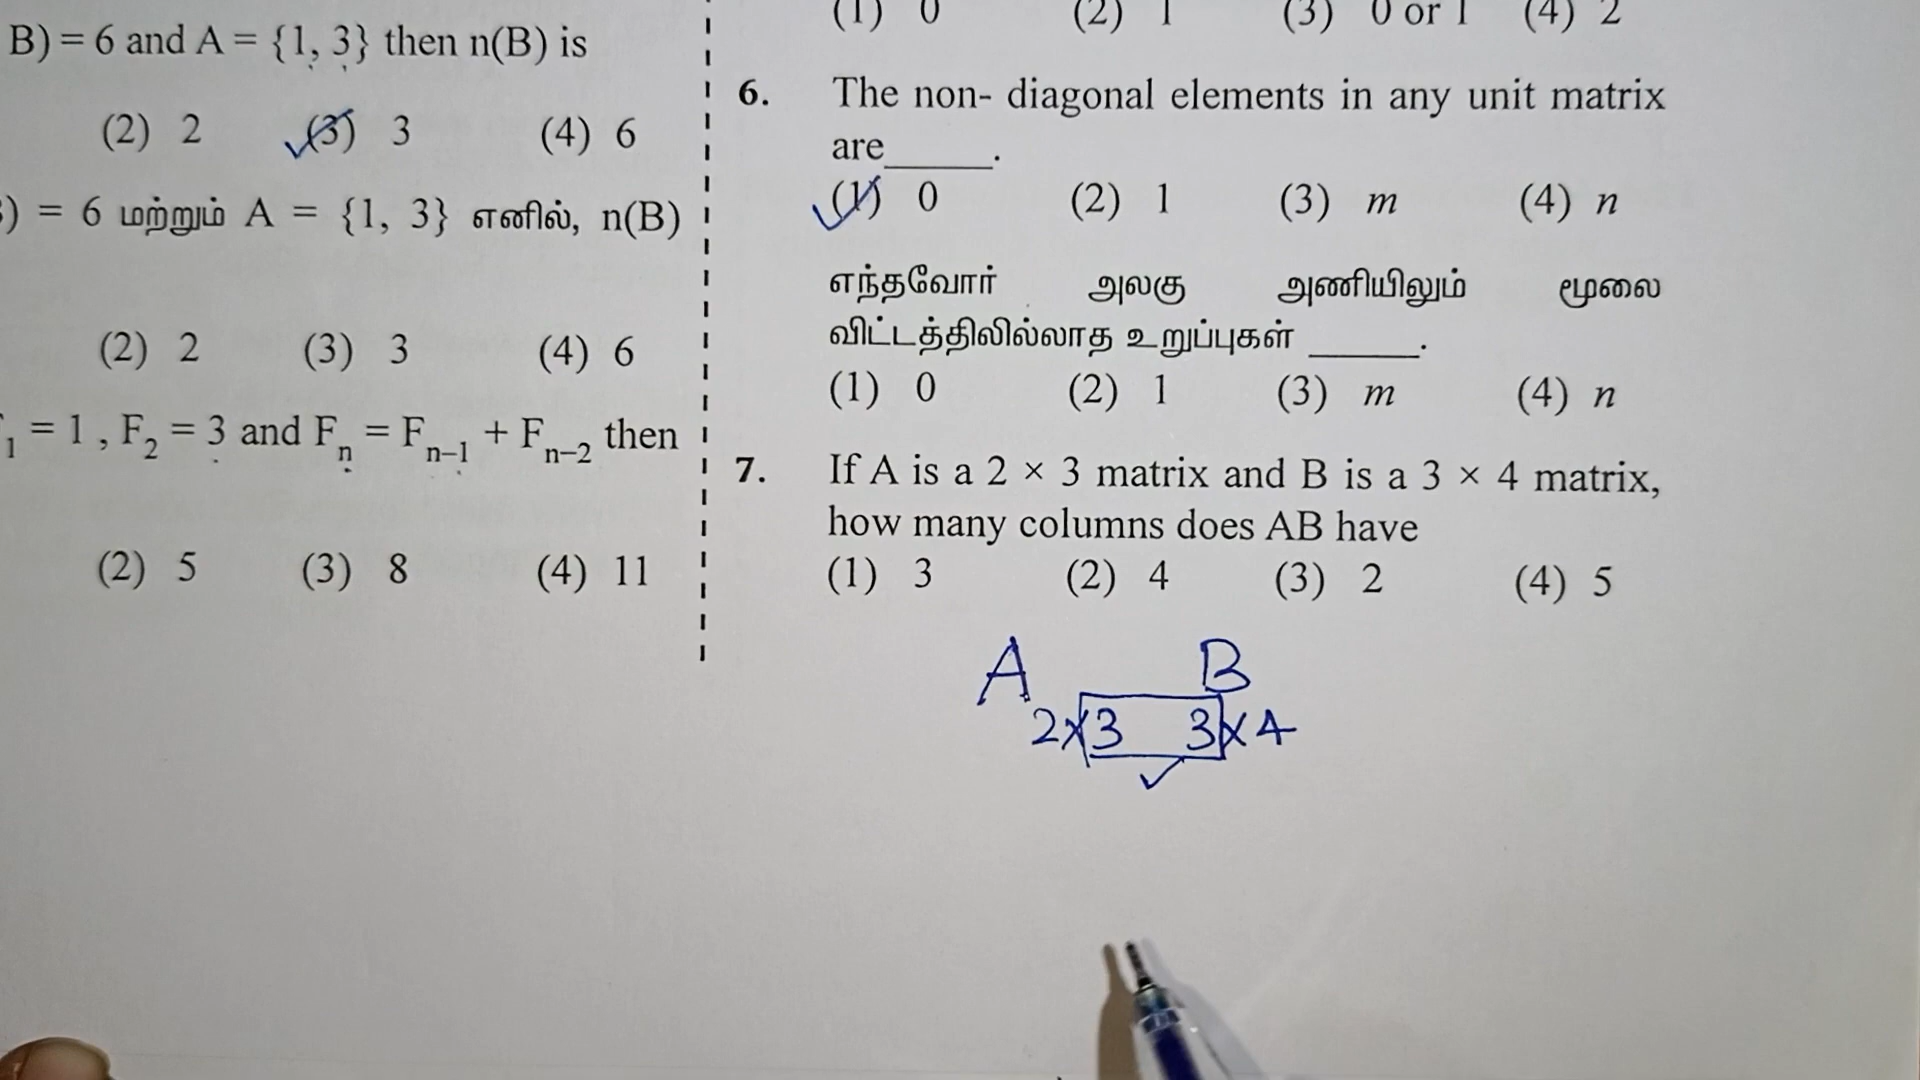 B) = 6 and A = {1, 3} then n(B) is
(2) 2 (3) 3 (4) 6
) = 6 மற்றும் A = {1, 3} எனில், n(B)
(2) 2 (3) 3 (4) 6
1 = 1 , F2 = 3 and Fn = Fn–1 + Fn–2 then
(2) 5 (3) 8 (4) 11
(1) 0 (2) 1 (3) 0 or 1 (4) 2
6. The non- diagonal elements in any unit matrix
are_____.
(1) 0 (2) 1 (3) m (4) n
எந்தவோர் அலகு அணியிலும் மூலை
விட்டத்திலில்லாத உறுப்புகள் _____.
(1) 0 (2) 1 (3) m (4) n
7. If A is a 2 × 3 matrix and B is a 3 × 4 matrix,
how many columns does AB have
(1) 3 (2) 4 (3) 2 (4) 5
A B
2×3 3×4